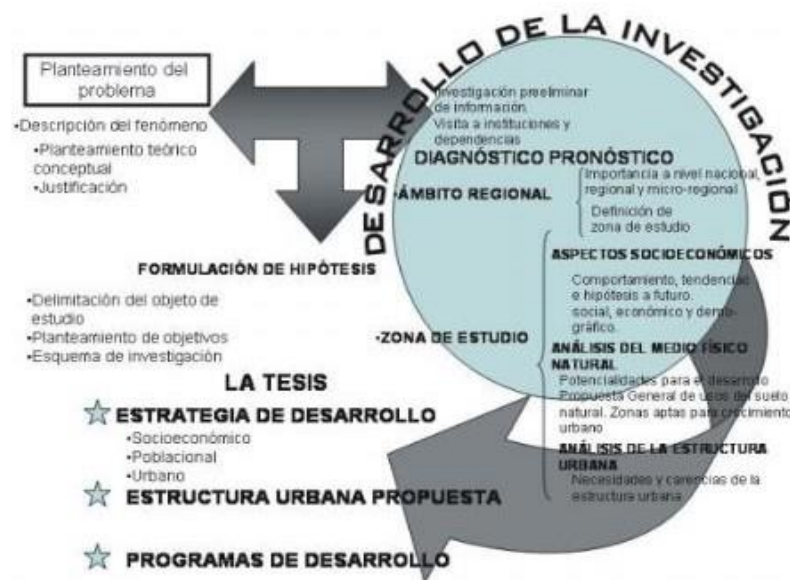 DESARROLLO DE LA INVESTIGACIÓN
Planteamiento del
problema
•Descripción del fenómeno
•Planteamiento teórico
conceptual
•Justificación
Investigación preeliminar
de información.
Visita a instituciones y
dependencias
DIAGNÓSTICO PRONÓSTICO
•ÁMBITO REGIONAL
Importancia a nivel nacional,
regional y micro-regional
Definición de
zona de estudio
FORMULACIÓN DE HIPÓTESIS
•Delimitación del objeto de
estudio
•Planteamiento de objetivos
•Esquema de investigación
•ZONA DE ESTUDIO
ASPECTOS SOCIOECONÓMICOS
Comportamiento, tendencias
e hipótesis a futuro.
social, económico y demo-
gráfico.
ANÁLISIS DEL MEDIO FÍSICO
NATURAL
Potencialidades para el desarrollo
Propuesta General de usos del suelo
natural. Zonas aptas para crecimiento
urbano
ANÁLISIS DE LA ESTRUCTURA
URBANA
Necesidades y carencias de la
estructura urbana
LA TESIS
ESTRATEGIA DE DESARROLLO
•Socioeconómico
•Poblacional
•Urbano
ESTRUCTURA URBANA PROPUESTA
PROGRAMAS DE DESARROLLO